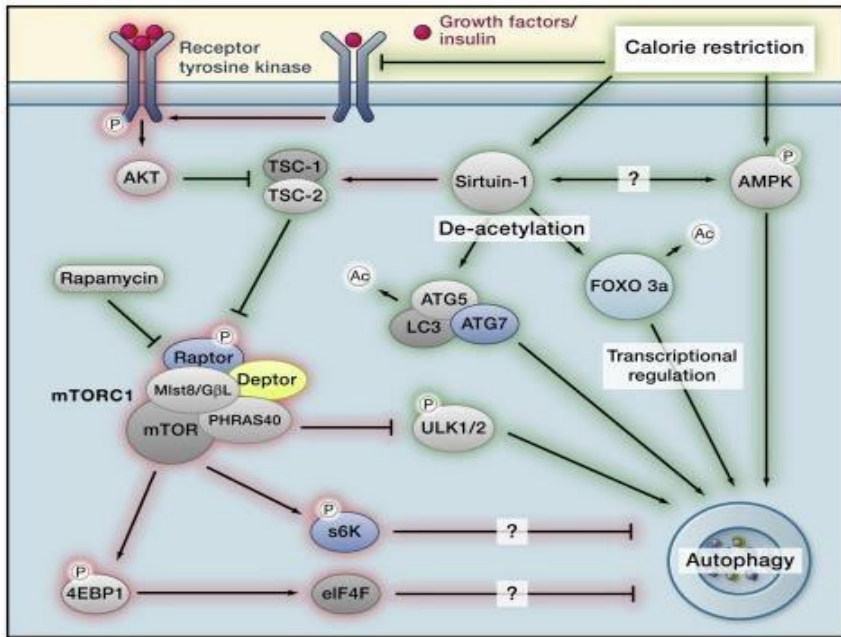 Growth factors/
insulin
Receptor
tyrosine kinase
Calorie restriction
P
AKT
TSC-1
TSC-2
Sirtuin-1
?
P
AMPK
De-acetylation
Ac
Ac
FOXO 3a
Rapamycin
ATG5
LC3
ATG7
P
Raptor
Deptor
mTORC1
Mlst8/GβL
PHRAS40
mTOR
Transcriptional
regulation
P
ULK1/2
P
s6K
?
Autophagy
P
4EBP1
eIF4F
?